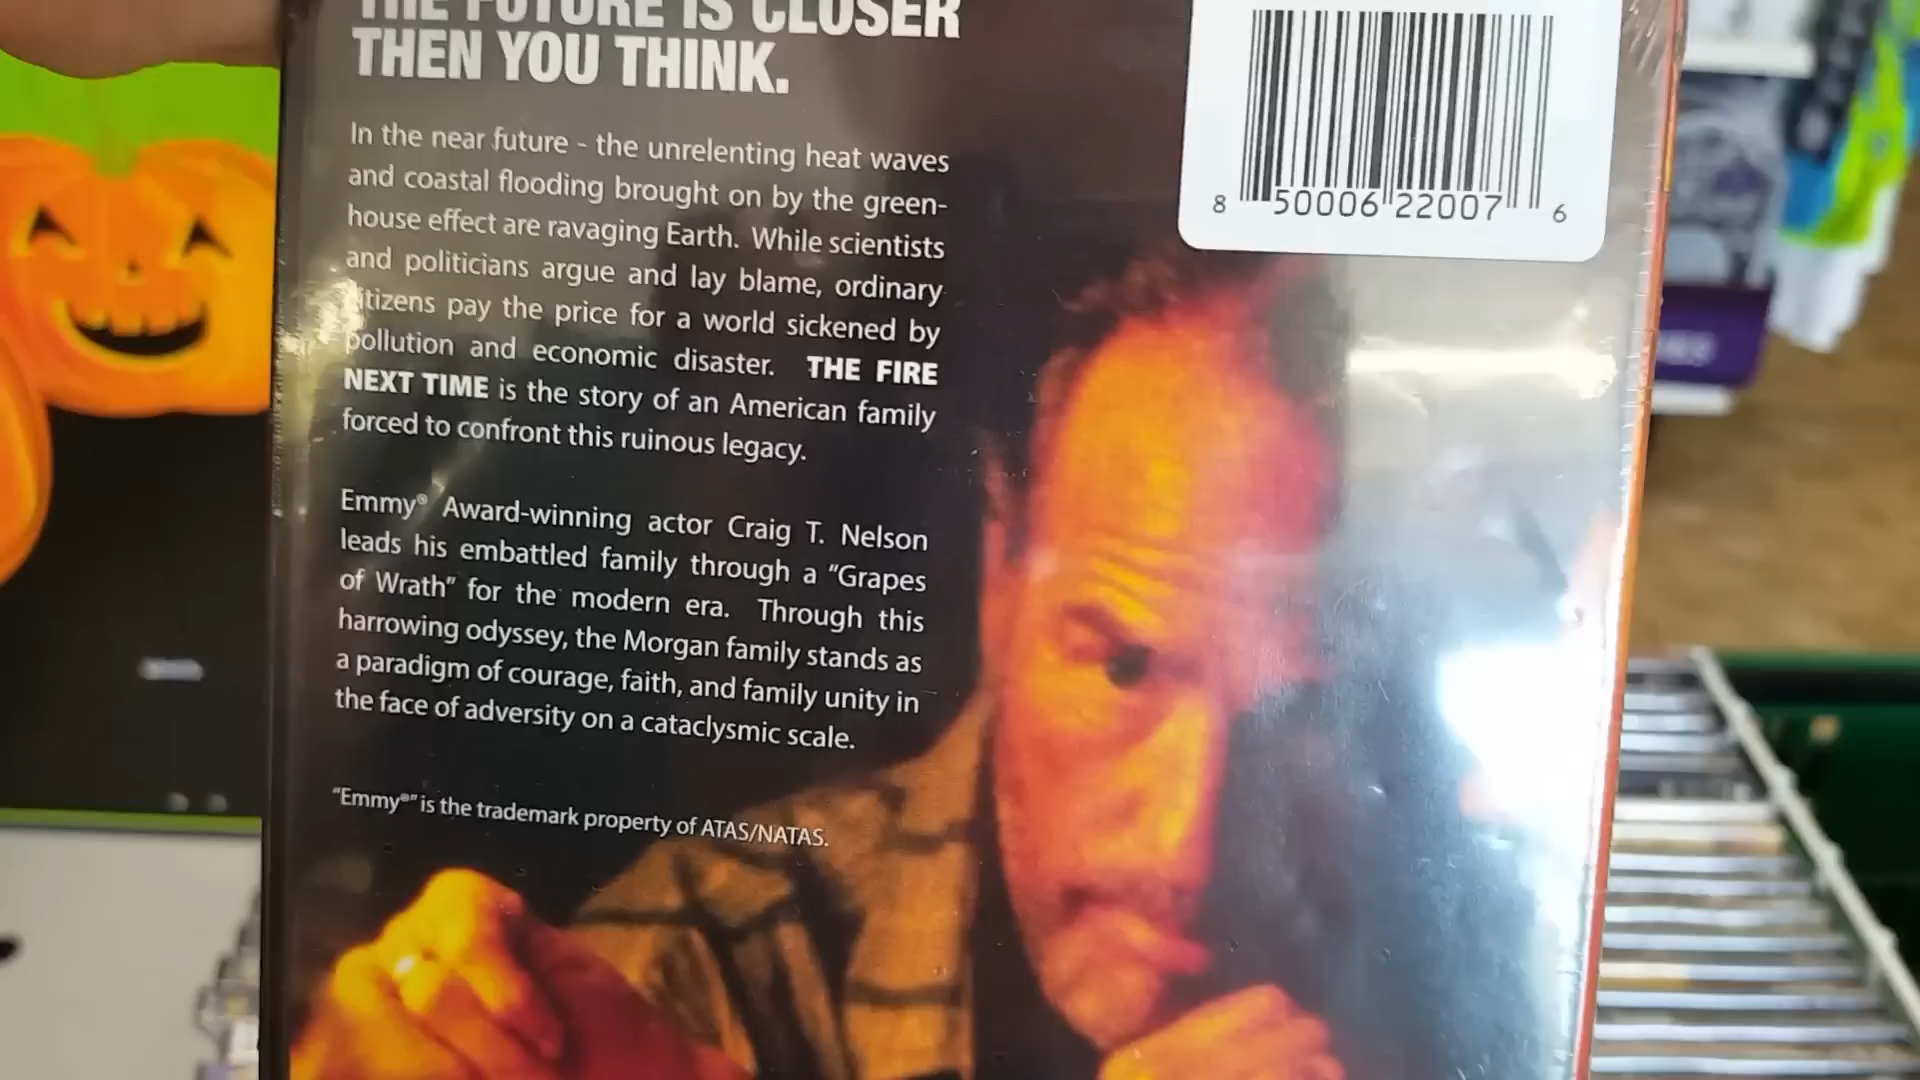 THE FUTURE IS CLOSER
THEN YOU THINK.
In the near future - the unrelenting heat waves
and coastal flooding brought on by the green-
house effect are ravaging Earth. While scientists
and politicians argue and lay blame, ordinary
citizens pay the price for a world sickened by
pollution and economic disaster. THE FIRE
NEXT TIME is the story of an American family
forced to confront this ruinous legacy.
Emmy® Award-winning actor Craig T. Nelson
leads his embattled family through a “Grapes
of Wrath” for the modern era. Through this
harrowing odyssey, the Morgan family stands as
a paradigm of courage, faith, and family unity in
the face of adversity on a cataclysmic scale.
“Emmy®” is the trademark property of ATAS/NATAS.
8 50006 22007 6